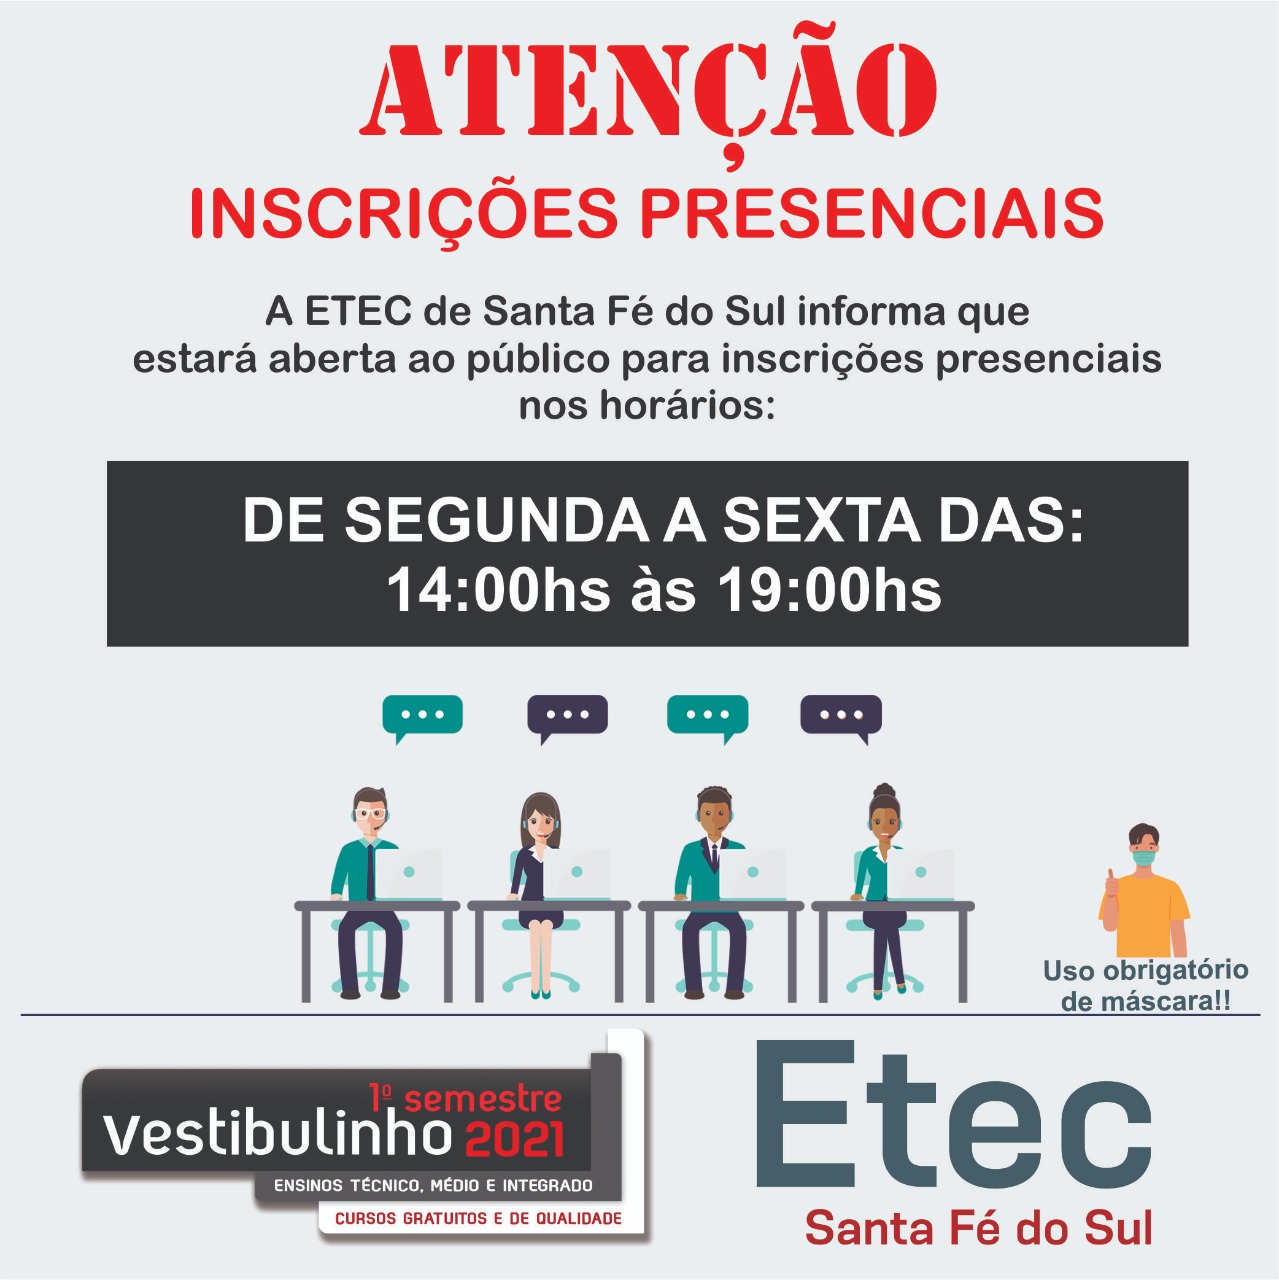 ATENÇÃO
INSCRIÇÕES PRESENCIAIS
A ETEC de Santa Fé do Sul informa que
estará aberta ao público para inscrições presenciais
nos horários:
DE SEGUNDA A SEXTA DAS:
14:00hs às 19:00hs
Uso obrigatório
de máscara!!
1º semestre
Vestibulinho 2021
ENSINOS TÉCNICO, MÉDIO E INTEGRADO
CURSOS GRATUITOS E DE QUALIDADE
Etec
Santa Fé do Sul